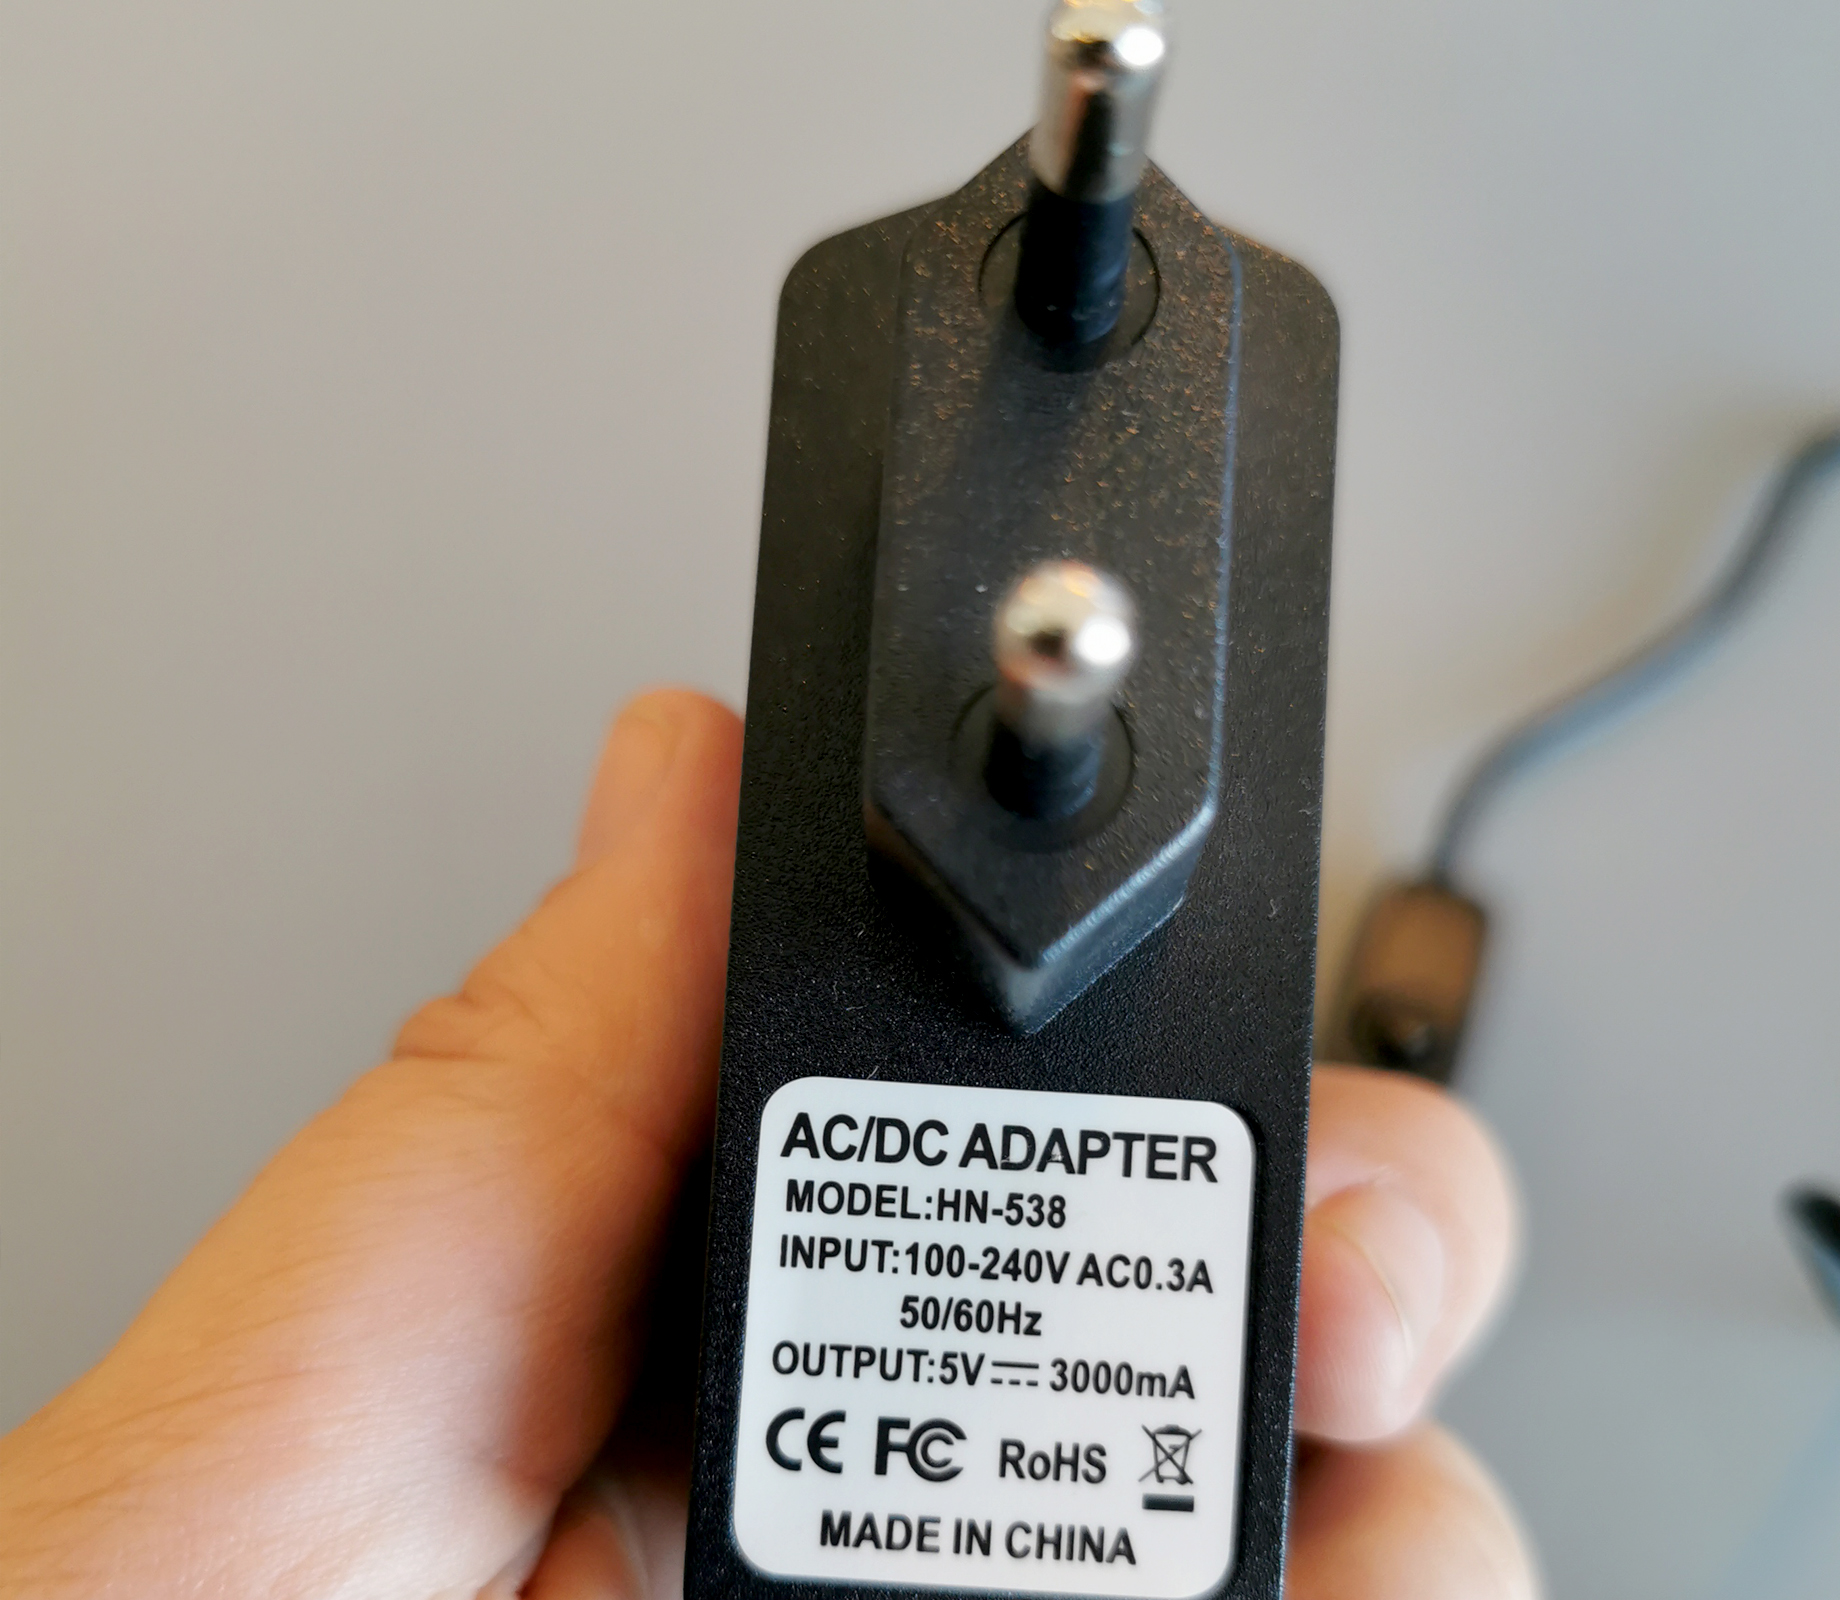 AC/DC ADAPTER
MODEL:HN-538
INPUT:100-240V AC0.3A
50/60Hz
OUTPUT:5V⎓3000mA
CE FC RoHS
MADE IN CHINA